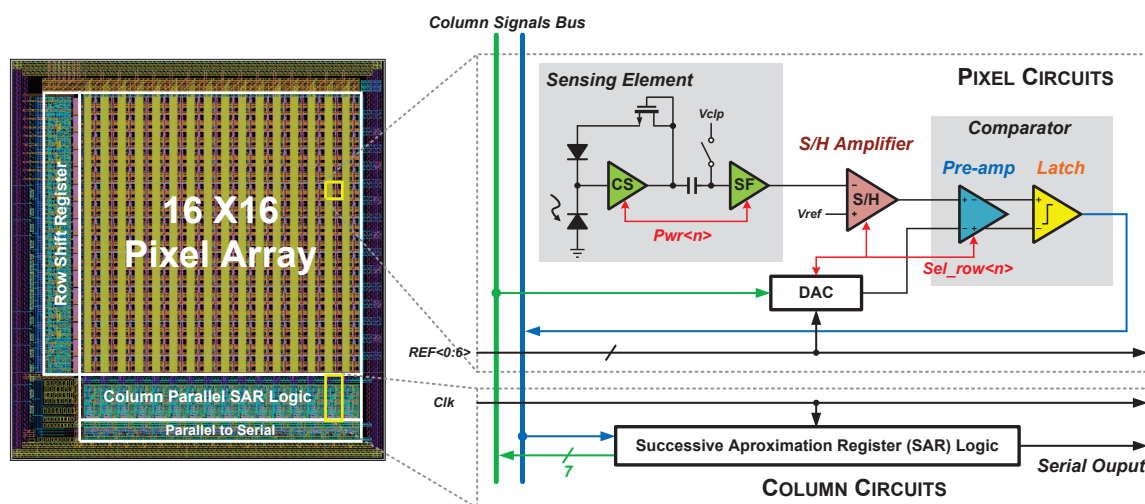 Column Signals Bus
Row Shift Register
16 X16
Pixel Array
Column Parallel SAR Logic
Parallel to Serial
PIXEL CIRCUITS
Sensing Element
Vclp
CS
SF
Pwr<n>
S/H Amplifier
S/H
-
+
Vref
Comparator
Pre-amp
Latch
+ -
- +
+
-
Sel_row<n>
DAC
REF<0:6>
Clk
Successive Aproximation Register (SAR) Logic
7
Serial Ouput
COLUMN CIRCUITS